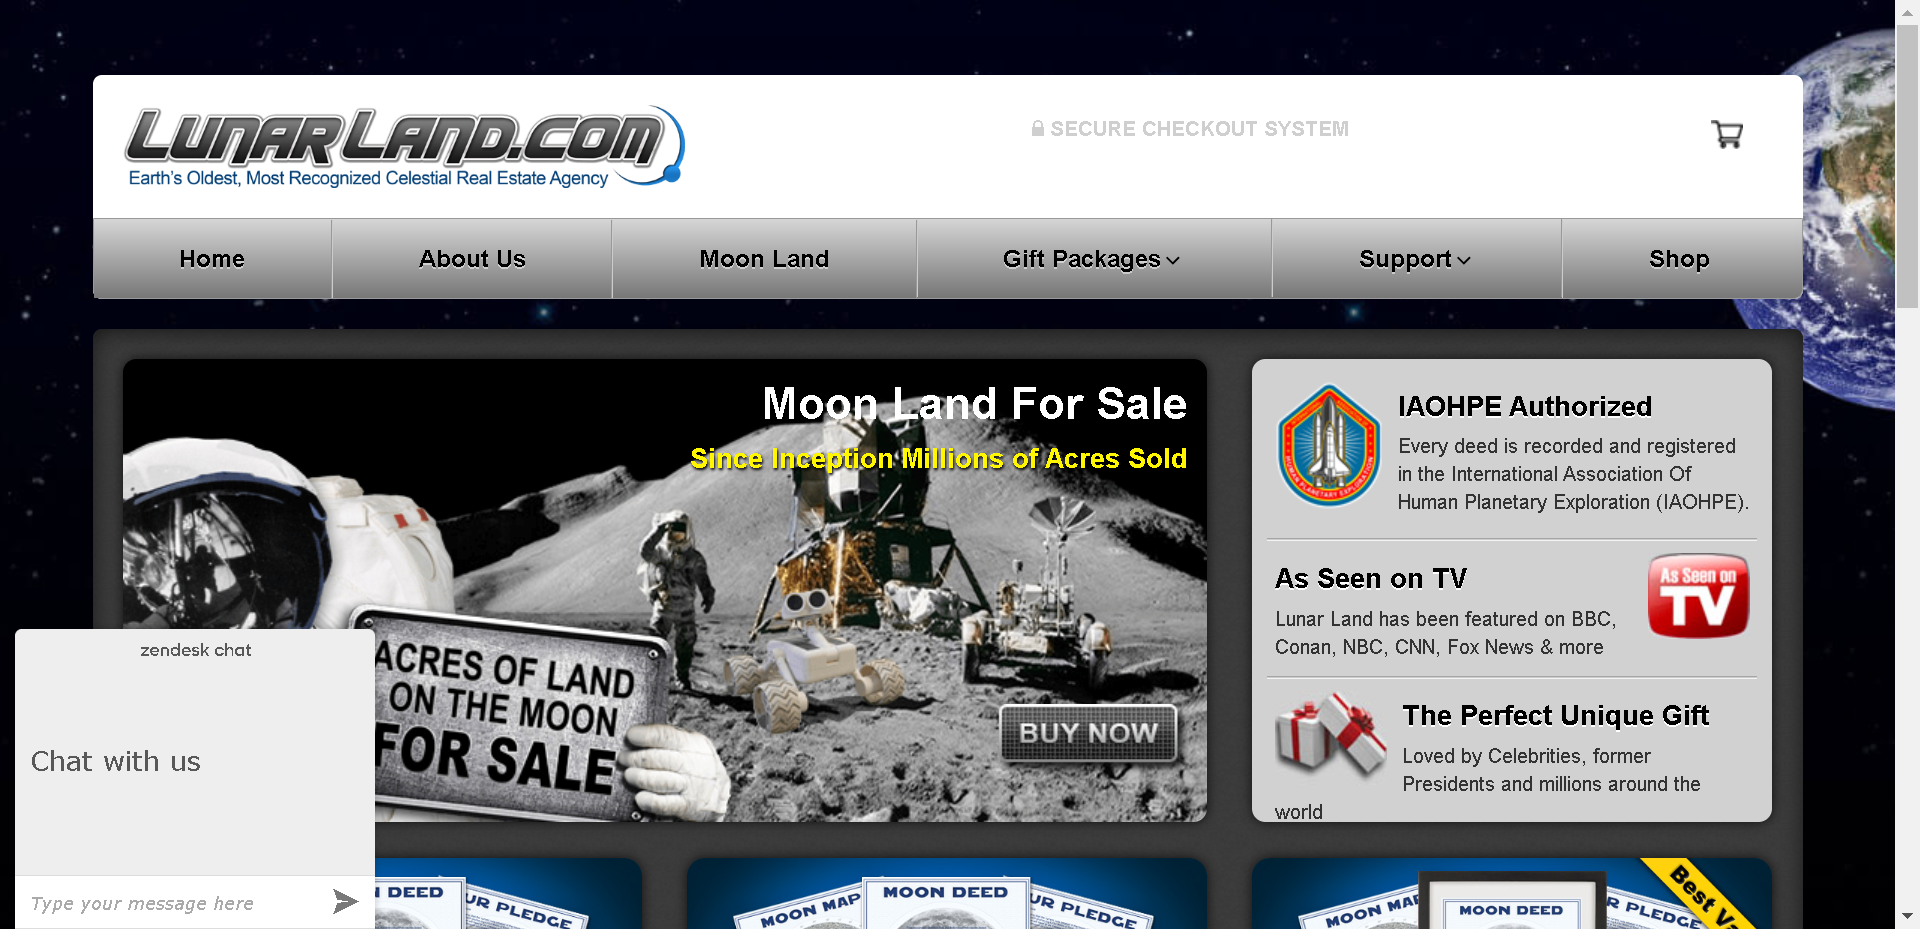 LunarLand.com
Earth's Oldest, Most Recognized Celestial Real Estate Agency
SECURE CHECKOUT SYSTEM
Home
About Us
Moon Land
Gift Packages
Support
Shop
Moon Land For Sale
Since Inception Millions of Acres Sold
ACRES OF LAND
ON THE MOON
FOR SALE
BUY NOW
HUMAN PLANETARY EXPLORATION
IAOHPE Authorized
Every deed is recorded and registered
in the International Association Of
Human Planetary Exploration (IAOHPE).
As Seen on TV
Lunar Land has been featured on BBC,
Conan, NBC, CNN, Fox News & more
As Seen on
TV
The Perfect Unique Gift
Loved by Celebrities, former
Presidents and millions around the
world
zendesk chat
Chat with us
Type your message here
DEED
UR PLEDGE
MOON MAP
MOON DEED
UR PLEDGE
MOON MAP
MOON DEED
R PLEDGE
Best Va